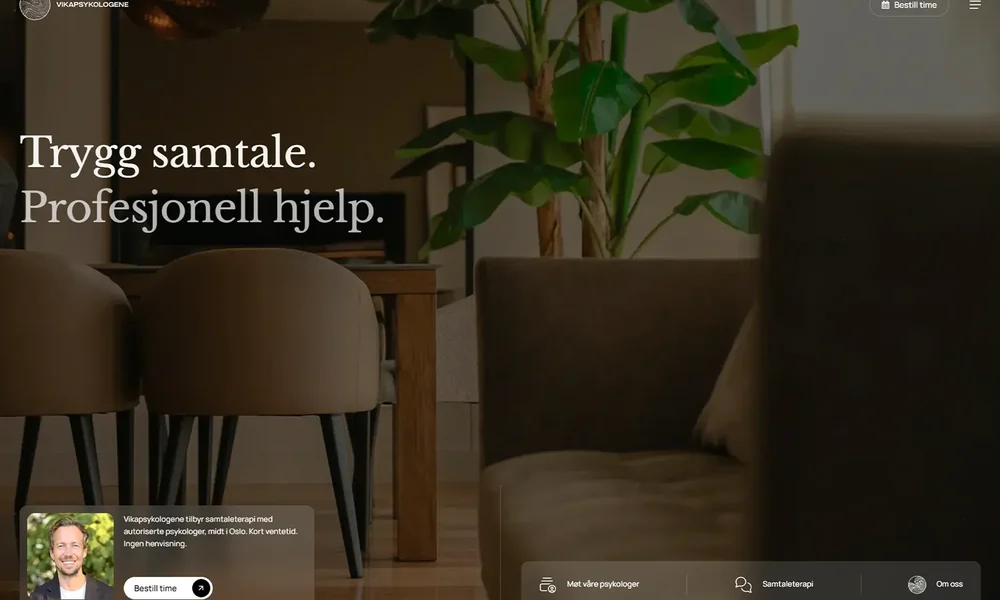 VIKAPSYKOLOGENE
Bestill time
Trygg samtale.
Profesjonell hjelp.
Vikapsykologene tilbyr samtaleterapi med
autoriserte psykologer, midt i Oslo. Kort ventetid.
Ingen henvisning.
Bestill time
Møt våre psykologer
Samtaleterapi
Om oss